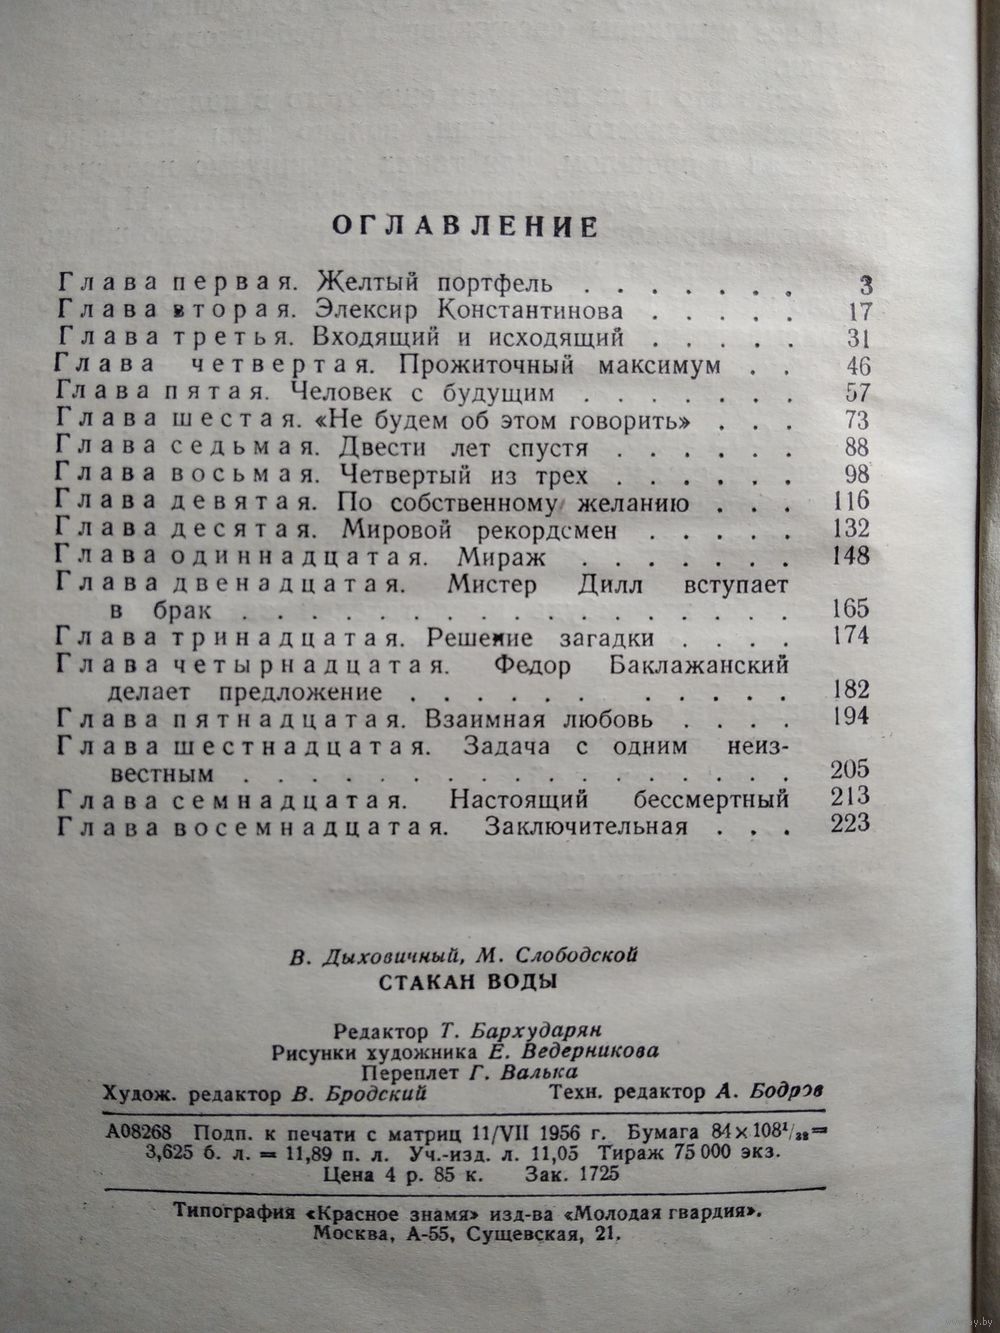 ОГЛАВЛЕНИЕ
Глава первая. Желтый портфель . . . . . . . 3
Глава вторая. Элексир Константинова . . . . . 17
Глава третья. Входящий и исходящий . . . . . 31
Глава четвертая. Прожиточный максимум . . 46
Глава пятая. Человек с будущим . . . . . . . 57
Глава шестая. «Не будем об этом говорить» . . . 73
Глава седьмая. Двести лет спустя . . . . . . 88
Глава восьмая. Четвертый из трех . . . . . . 98
Глава девятая. По собственному желанию . . . 116
Глава десятая. Мировой рекордсмен . . . . . 132
Глава одиннадцатая. Мираж . . . . . . . 148
Глава двенадцатая. Мистер Дилл вступает
в брак . . . . . . . . . . . . . . . . . 165
Глава тринадцатая. Решение загадки . . . . 174
Глава четырнадцатая. Федор Баклажанский
делает предложение . . . . . . . . . . . 182
Глава пятнадцатая. Взаимная любовь . . . . 194
Глава шестнадцатая. Задача с одним неиз-
вестным . . . . . . . . . . . . . . . . 205
Глава семнадцатая. Настоящий бессмертный 213
Глава восемнадцатая. Заключительная . . . 223
В. Дыховичный, М. Слободской
СТАКАН ВОДЫ
Редактор Т. Бархударян
Рисунки художника Е. Ведерникова
Переплет Г. Валька
Худож. редактор В. Бродский Техн. редактор А. Бодров
А08268 Подп. к печати с матриц 11/VII 1956 г. Бумага 84×108¹/₃₂=
3,625 б. л. = 11,89 п. л. Уч.-изд. л. 11,05 Тираж 75 000 экз.
Цена 4 р. 85 к. Зак. 1725
Типография «Красное знамя» изд-ва «Молодая гвардия».
Москва, А-55, Сущевская, 21.